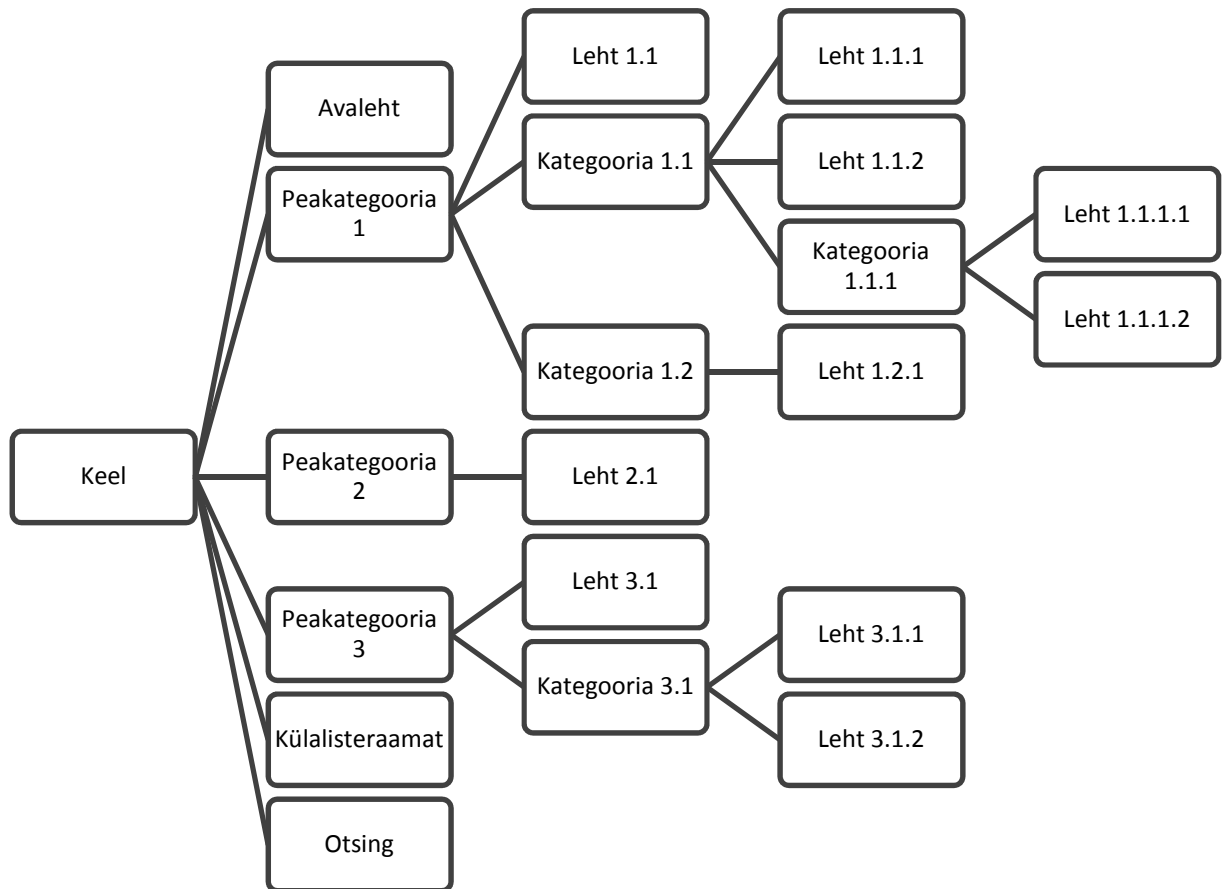 Keel
Avaleht
Peakategooria
1
Leht 1.1
Kategooria 1.1
Leht 1.1.1
Leht 1.1.2
Kategooria
1.1.1
Leht 1.1.1.1
Leht 1.1.1.2
Kategooria 1.2
Leht 1.2.1
Peakategooria
2
Leht 2.1
Peakategooria
3
Leht 3.1
Kategooria 3.1
Leht 3.1.1
Leht 3.1.2
Külalisteraamat
Otsing